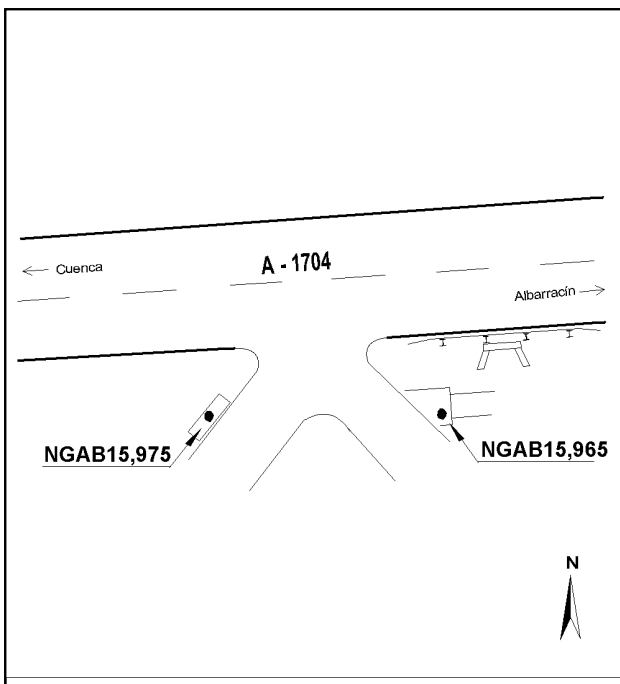 A - 1704
← Cuenca
Albarracín →
NGAB15,975
NGAB15,965
N